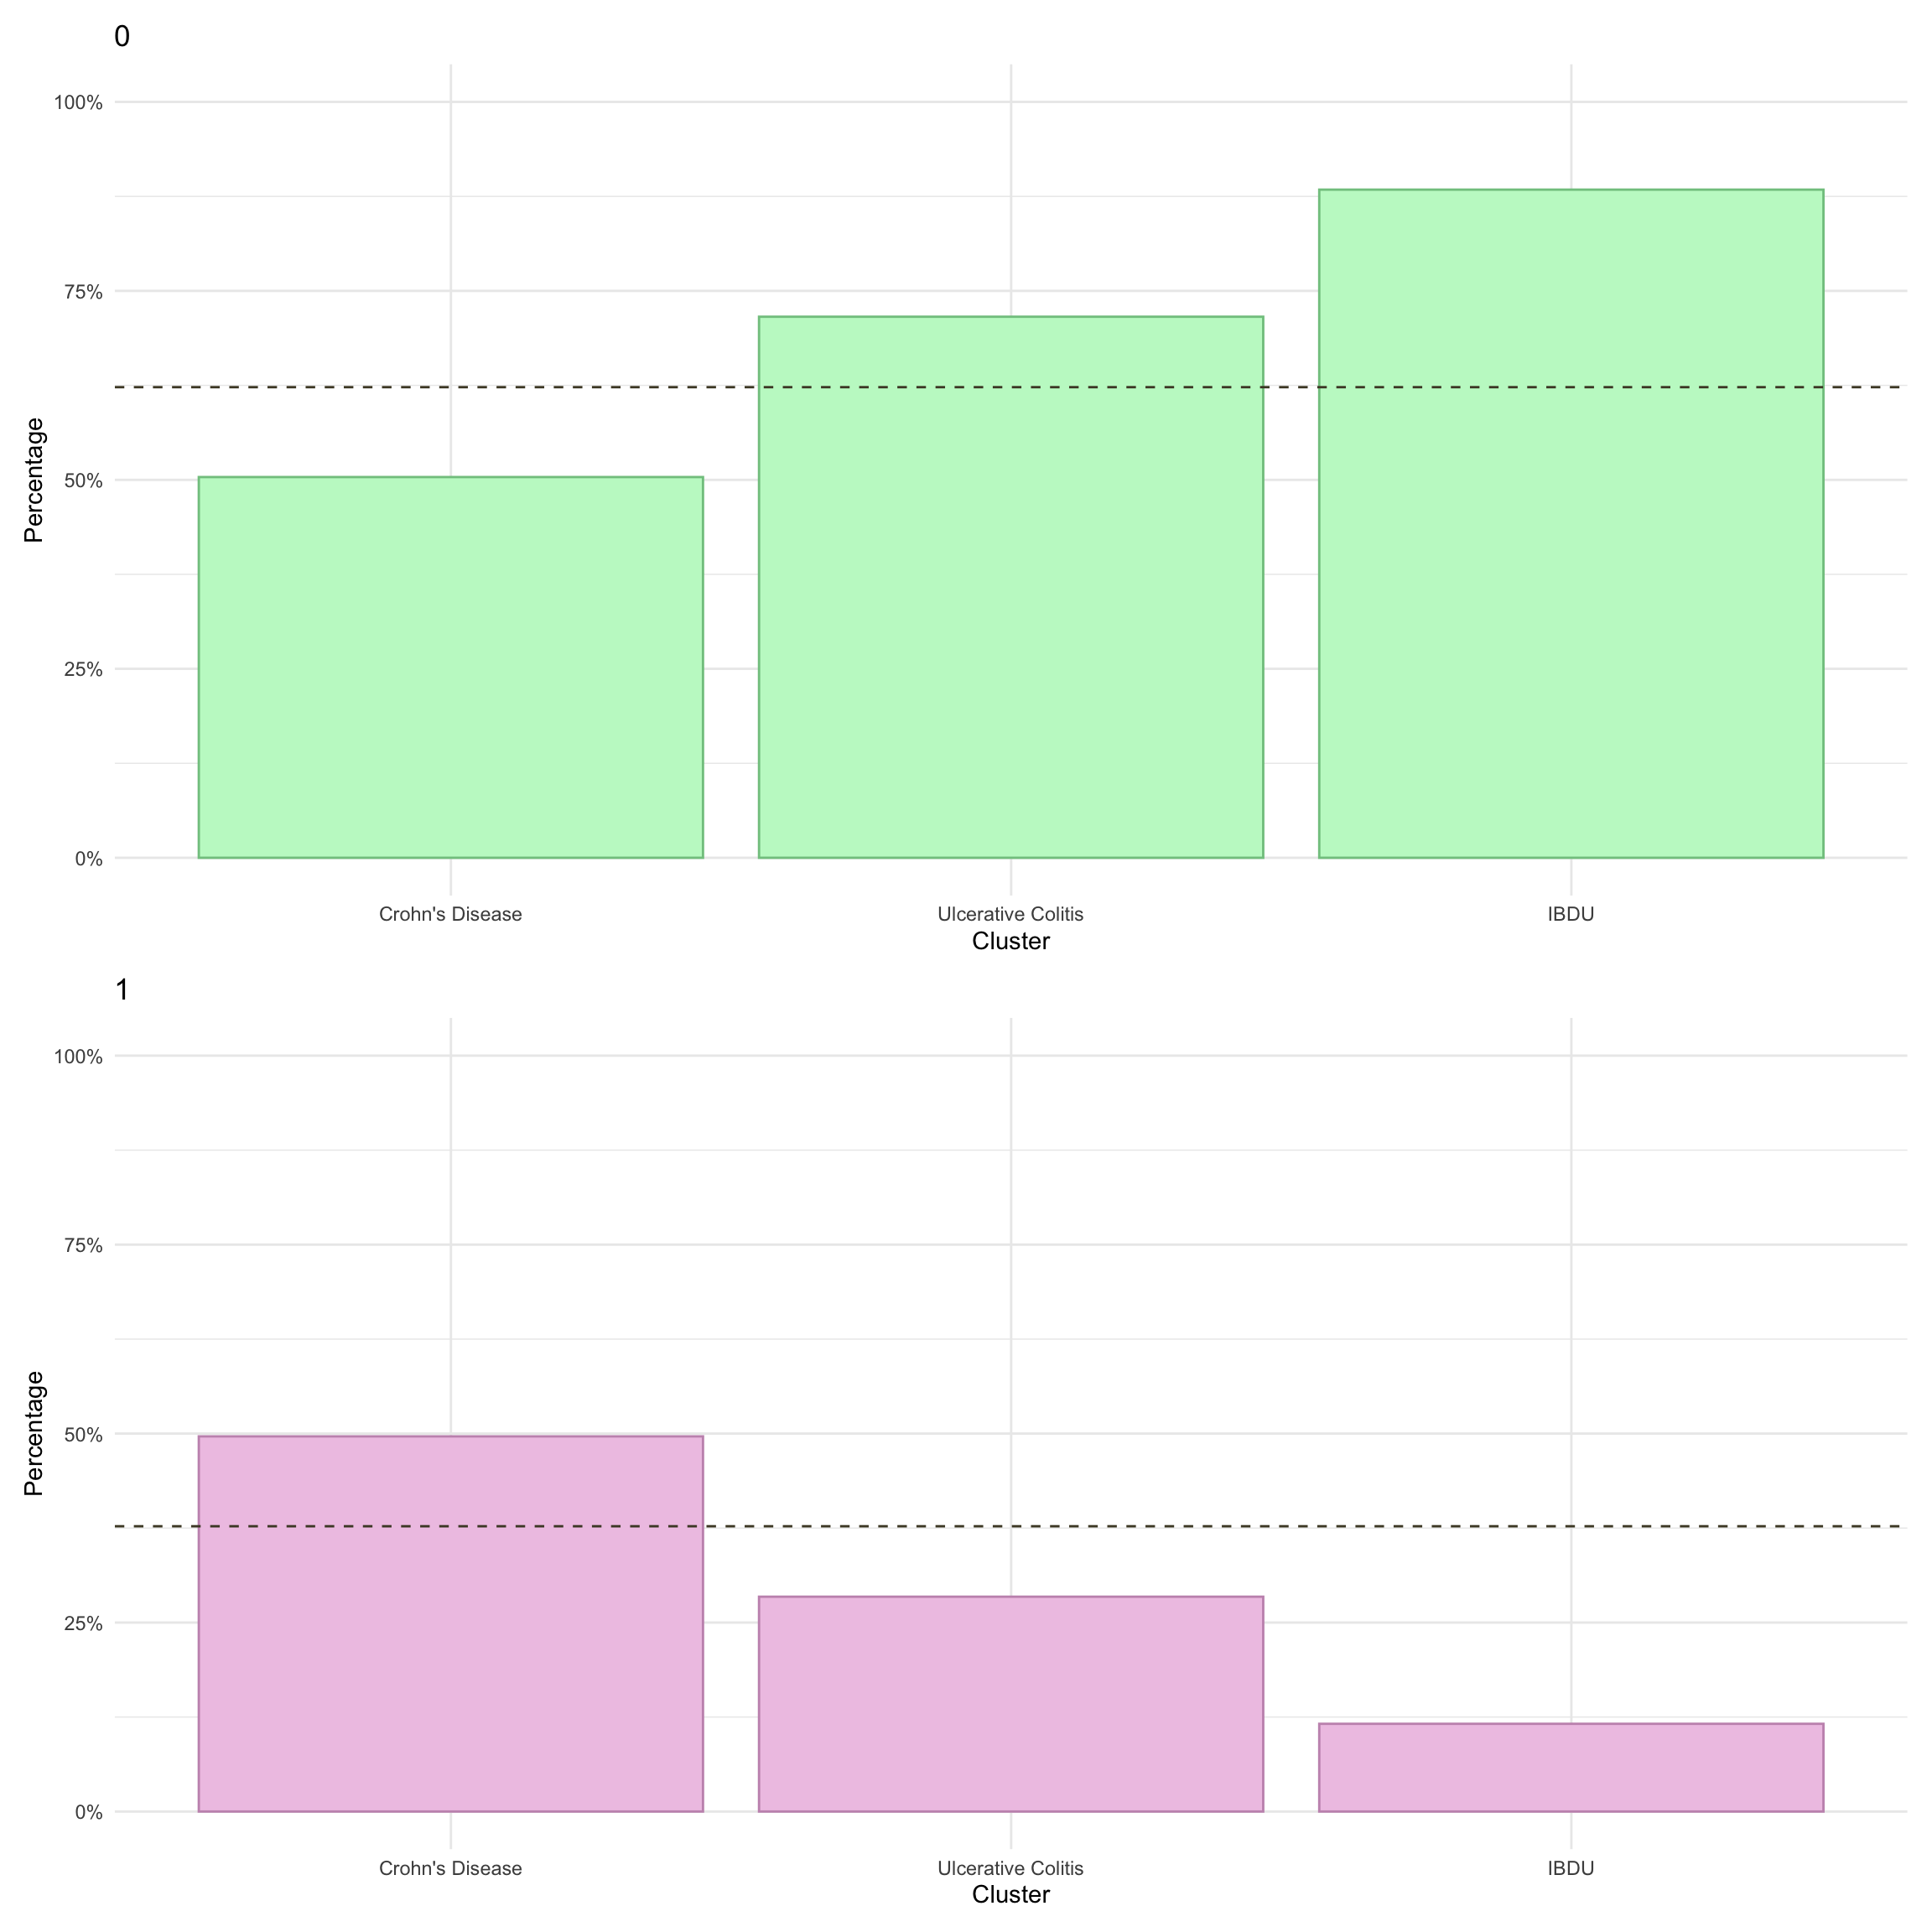 0
100%
75%
Percentage
50%
25%
0%
Crohn's Disease Ulcerative Colitis IBDU
Cluster
1
100%
75%
Percentage
50%
25%
0%
Crohn's Disease Ulcerative Colitis IBDU
Cluster